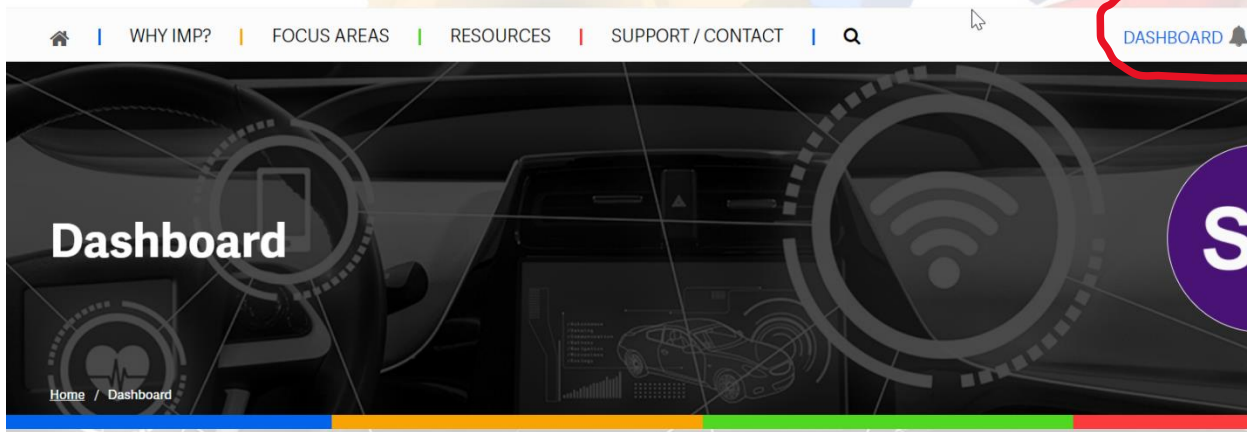 WHY IMP? | FOCUS AREAS | RESOURCES | SUPPORT / CONTACT | DASHBOARD
Dashboard
S
Home / Dashboard